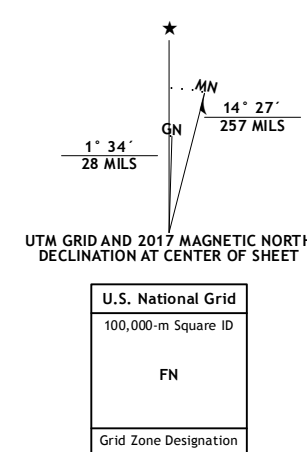 MN
GN
14° 27´
257 MILS
1° 34´
28 MILS
UTM GRID AND 2017 MAGNETIC NORTH
DECLINATION AT CENTER OF SHEET
U.S. National Grid
100,000-m Square ID
FN
Grid Zone Designation